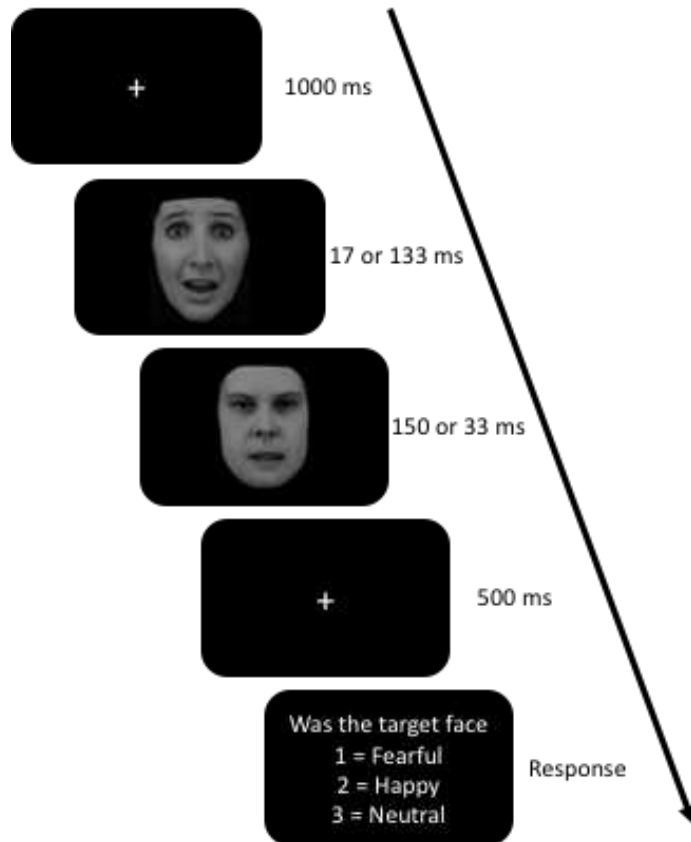 +
1000 ms
17 or 133 ms
150 or 33 ms
+
500 ms
Was the target face
1 = Fearful
2 = Happy
3 = Neutral
Response